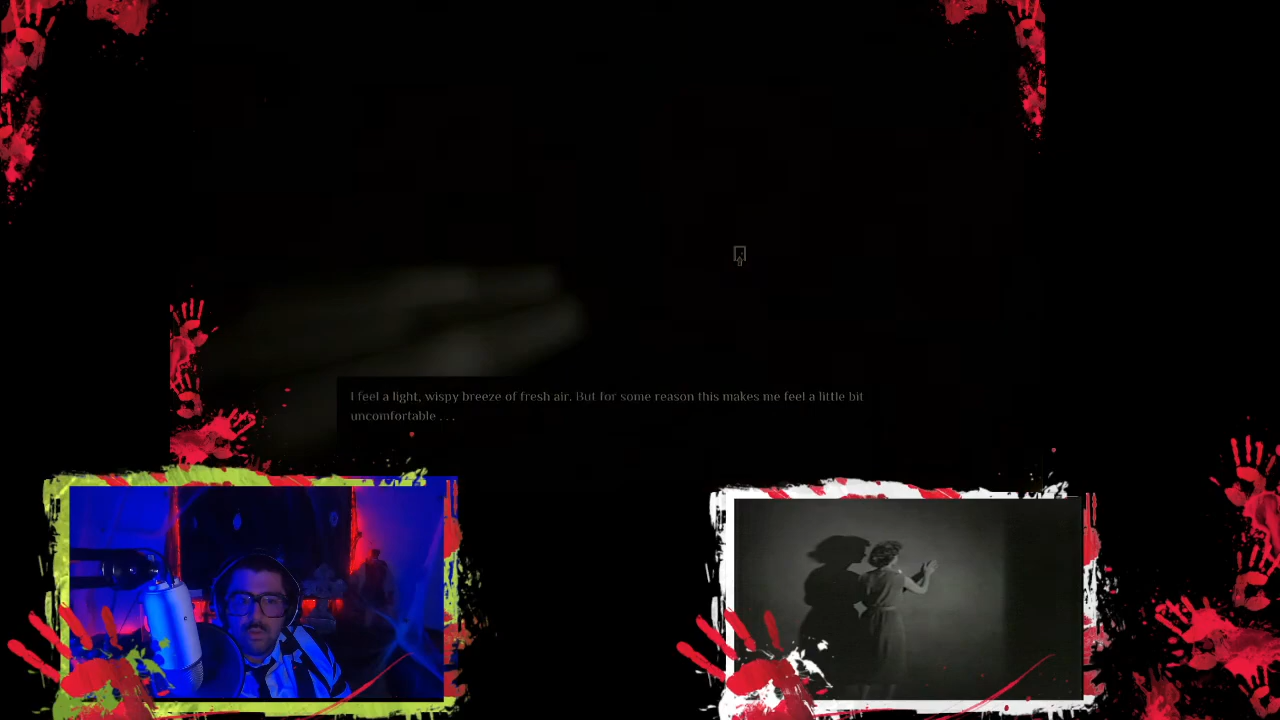 I feel a light, wispy breeze of fresh air. But for some reason this makes me feel a little bit
uncomfortable . . .